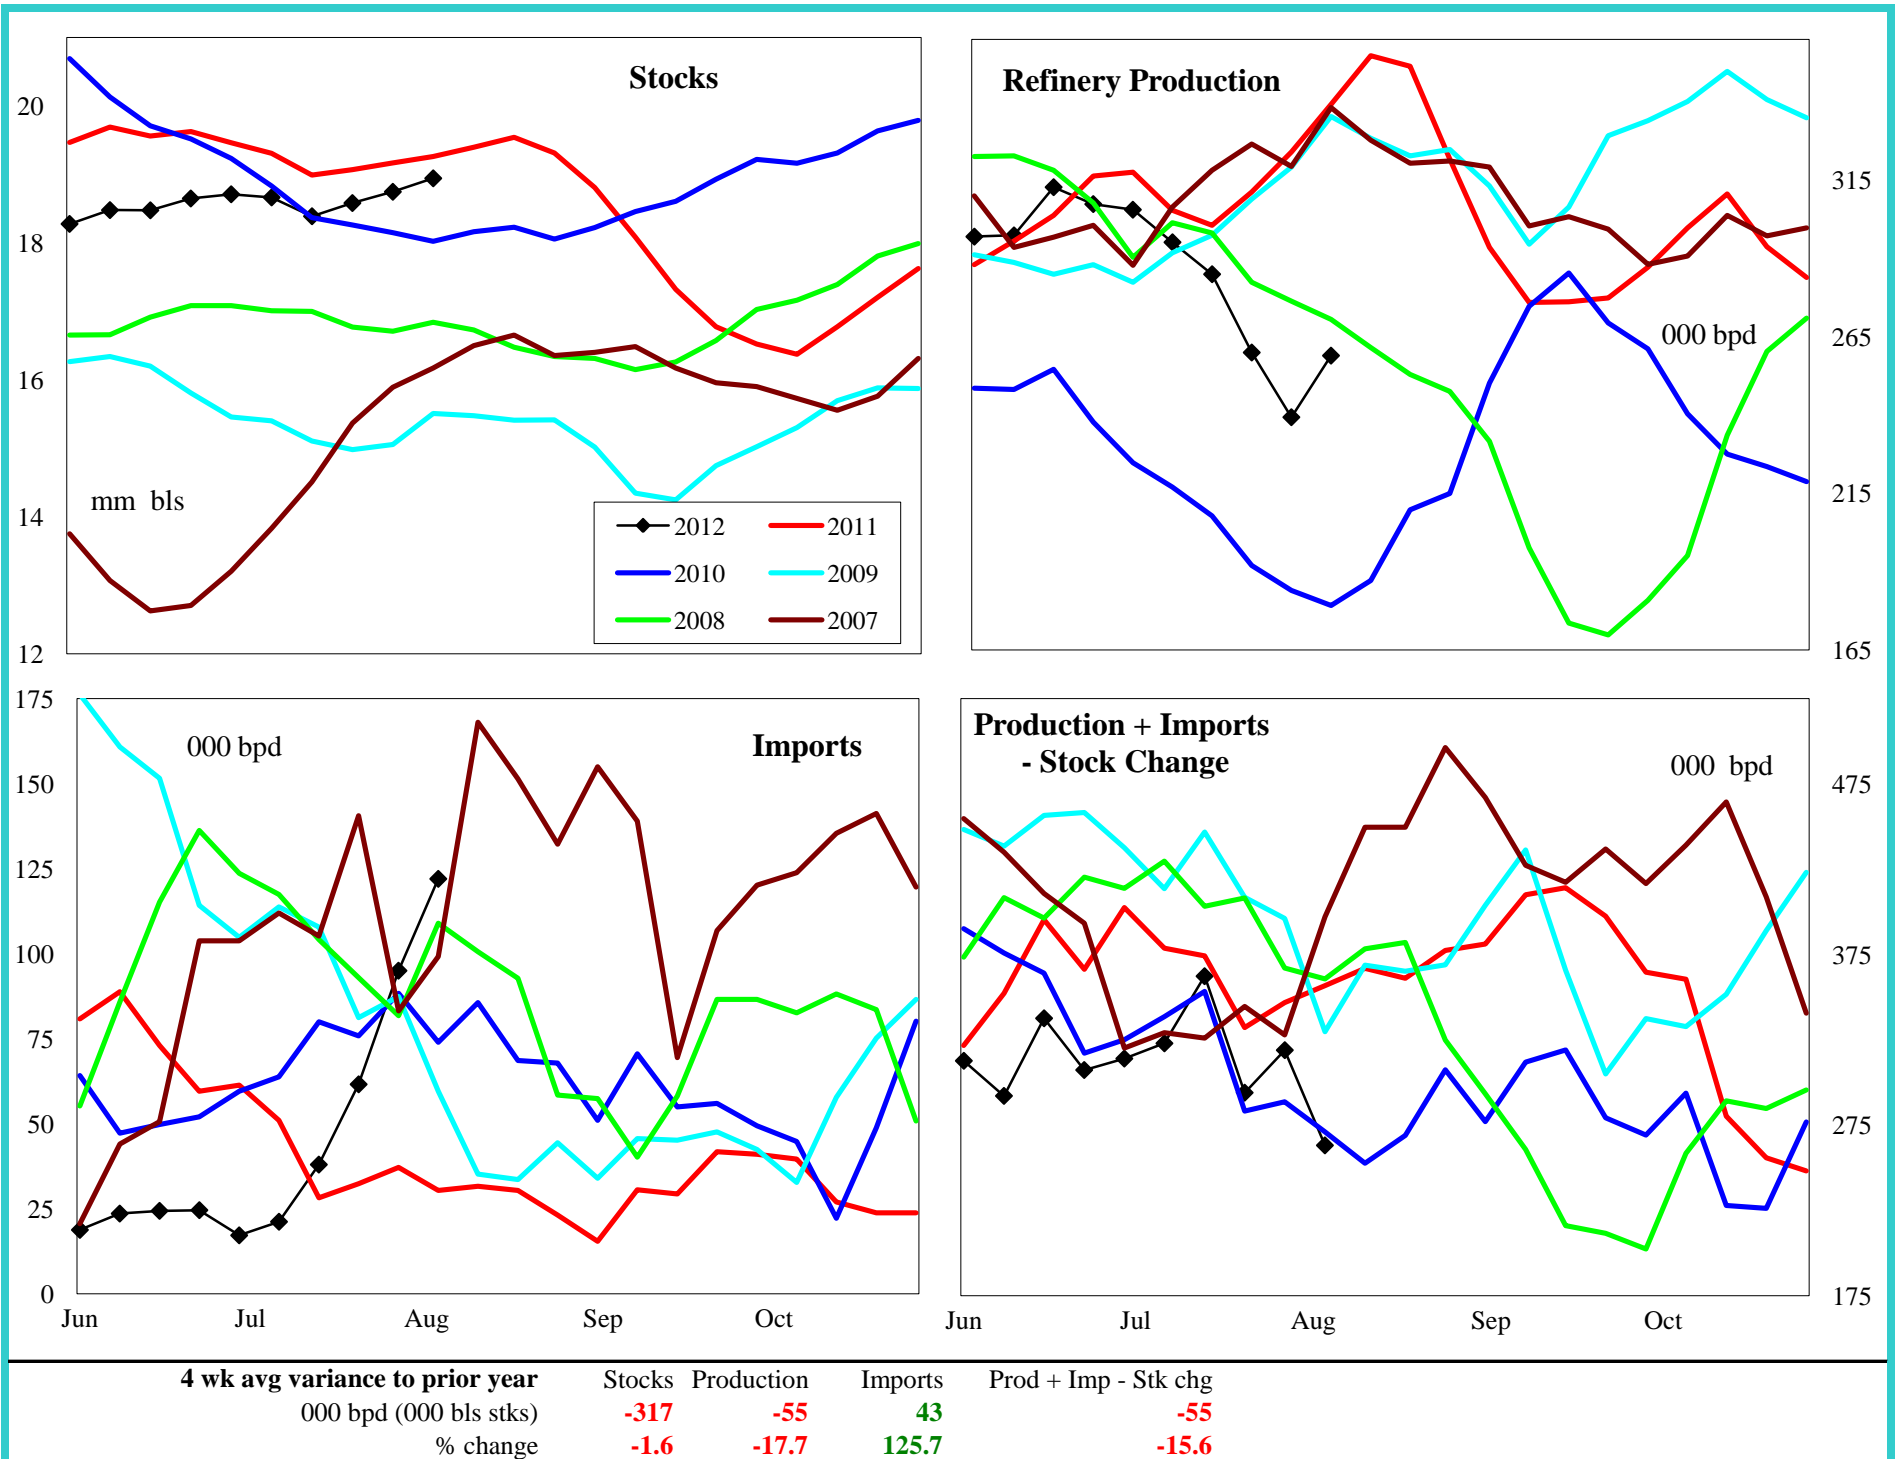 Stocks
20
18
16
14
12
mm bls
2012
2011
2010
2009
2008
2007
Refinery Production
000 bpd
315
265
215
165
175
150
125
100
75
50
25
0
000 bpd
Imports
Jun Jul Aug Sep Oct
Production + Imports
- Stock Change
000 bpd
475
375
275
175
Jun Jul Aug Sep Oct
4 wk avg variance to prior year Stocks Production Imports Prod + Imp - Stk chg
000 bpd (000 bls stks) -317 -55 43 -55
% change -1.6 -17.7 125.7 -15.6